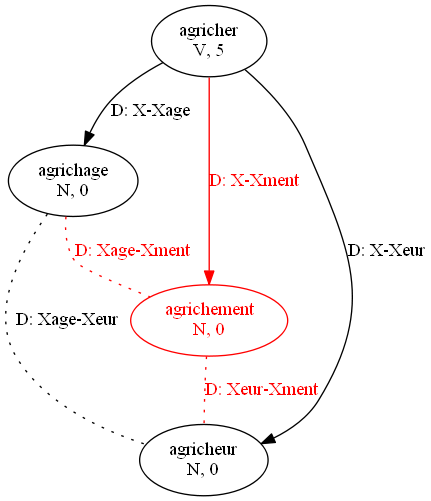 agricher
V, 5
D: X-Xage
agrichage
N, 0
D: X-Xment
D: Xage-Xment
D: X-Xeur
agrichement
N, 0
D: Xage-Xeur
D: Xeur-Xment
agricheur
N, 0